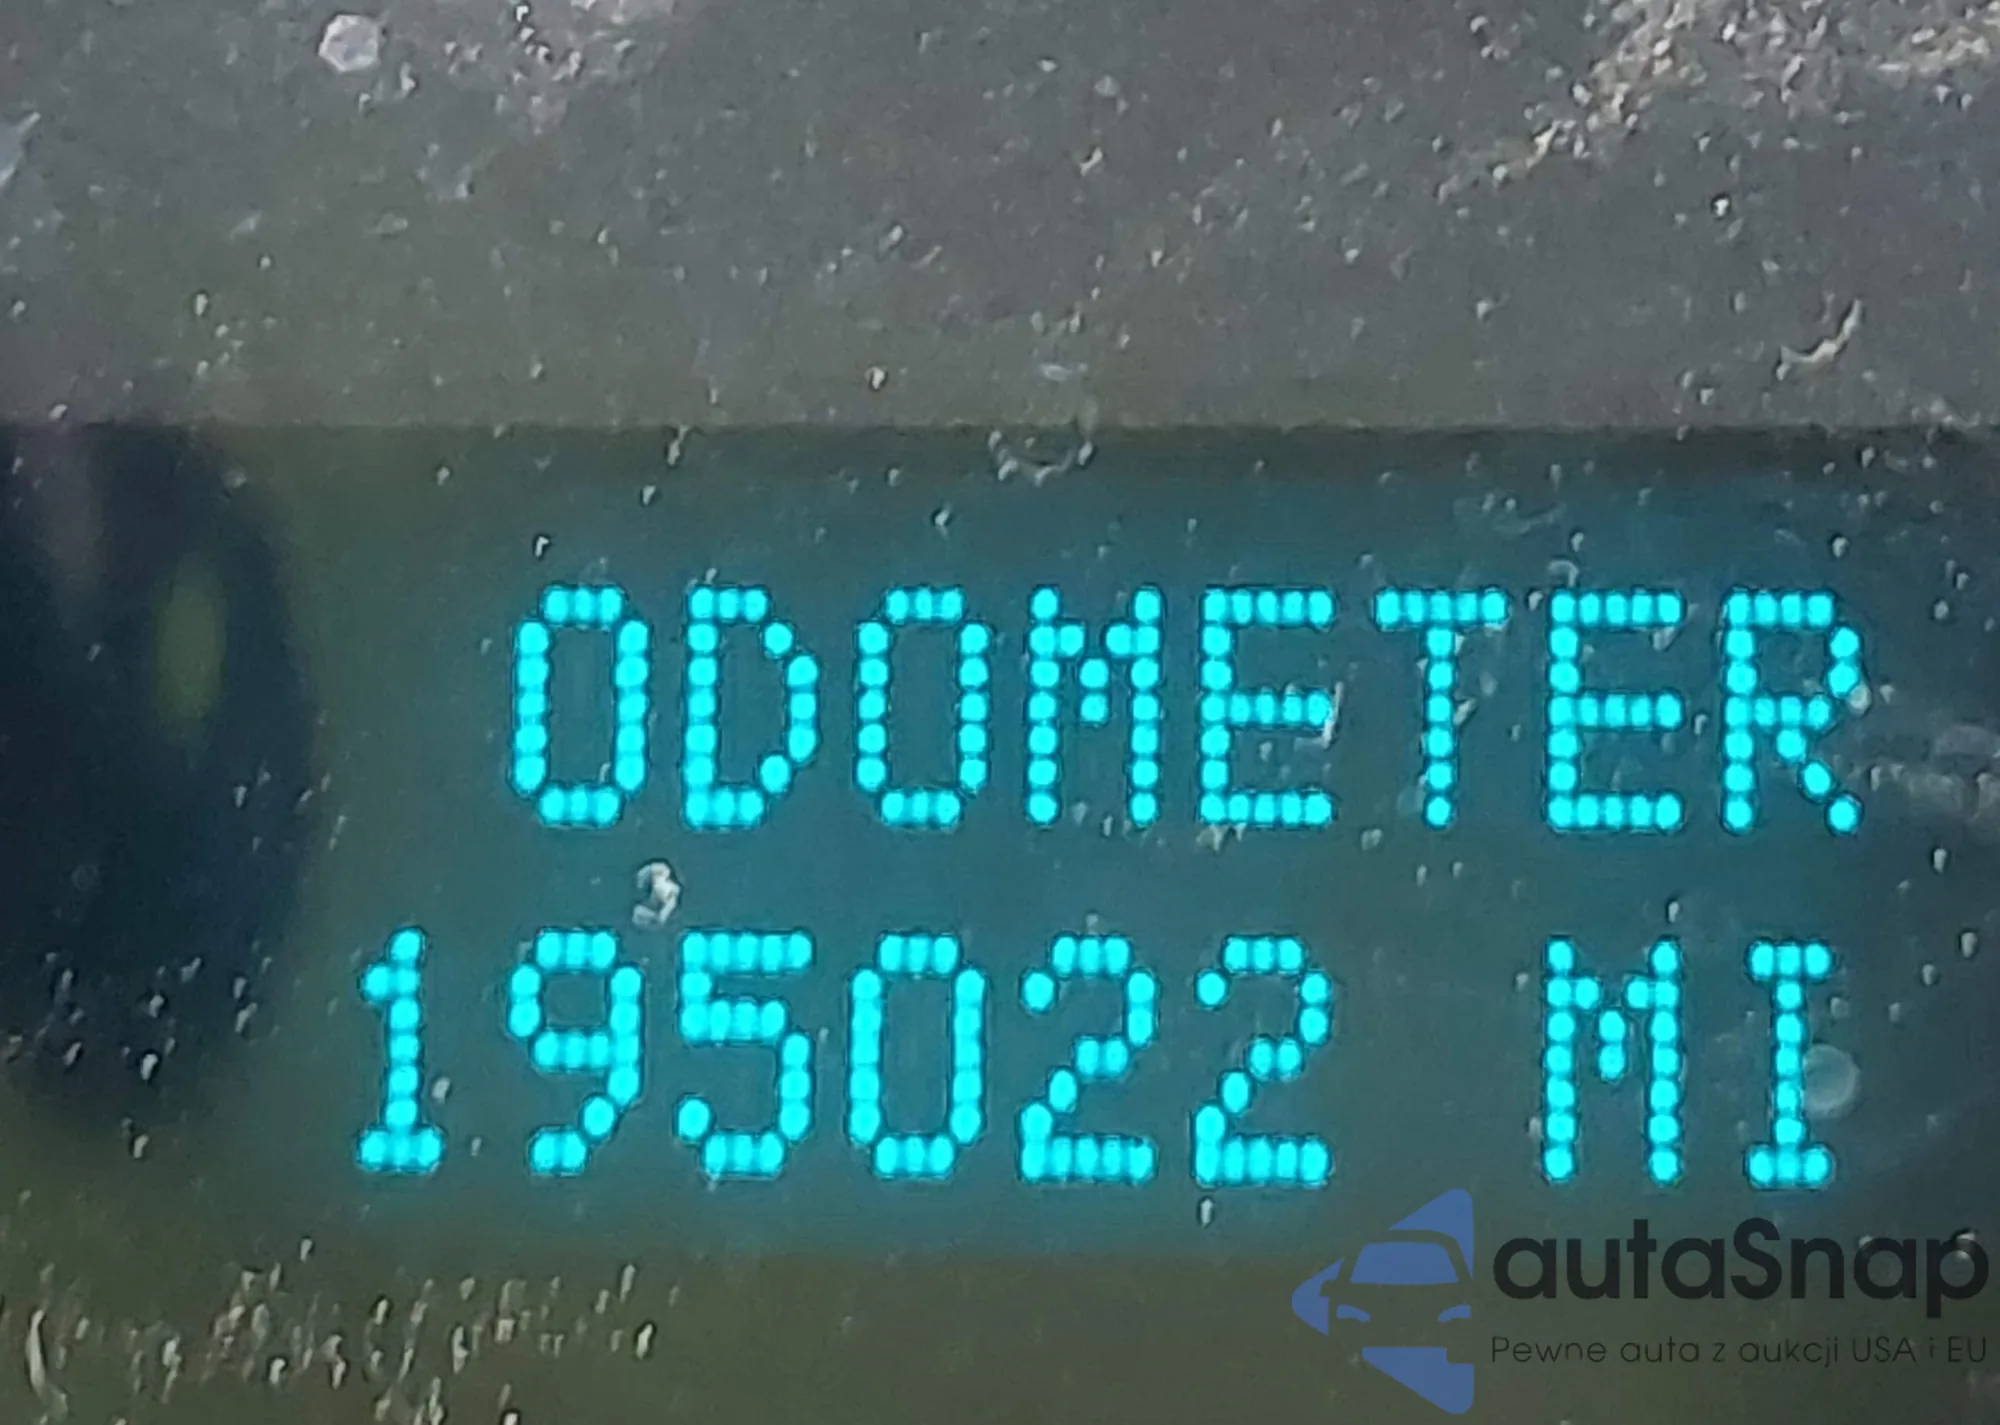 ODOMETER
195022 MI
autaSnap
Pewne auta z aukcji USA i EU